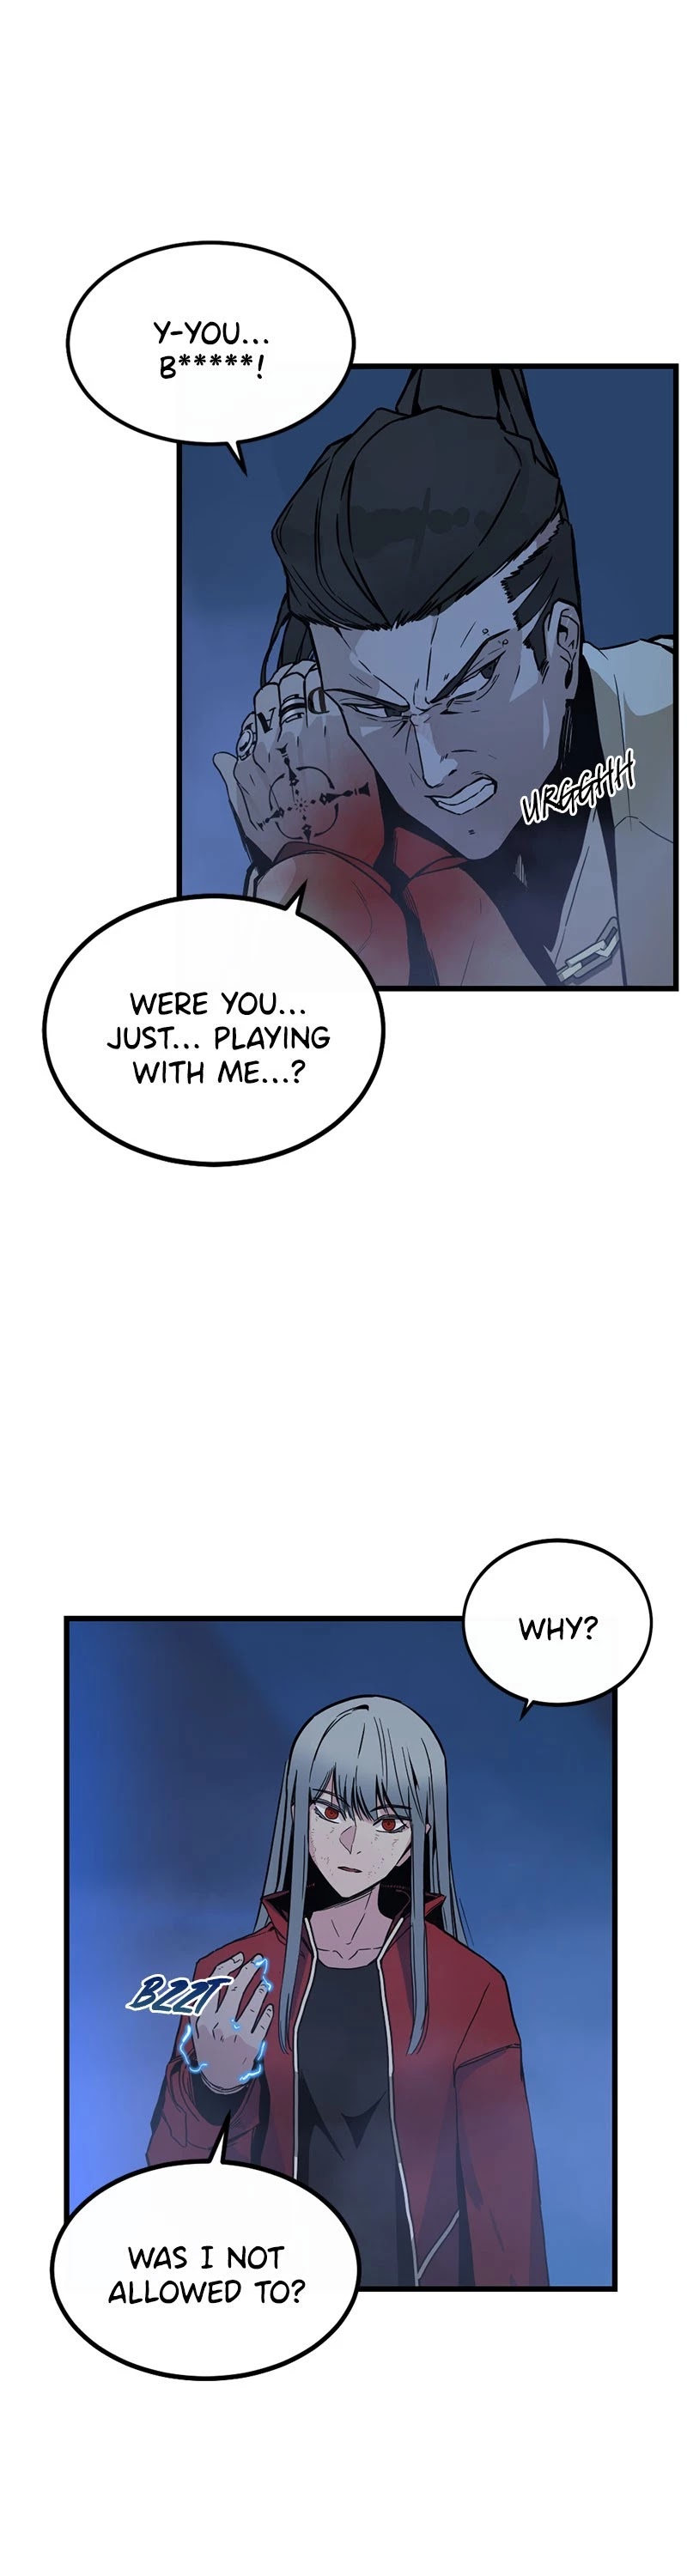 Y-YOU...
B*****!
URGGHH
WERE YOU...
JUST... PLAYING
WITH ME...?
WHY?
BZZT
WAS I NOT
ALLOWED TO?